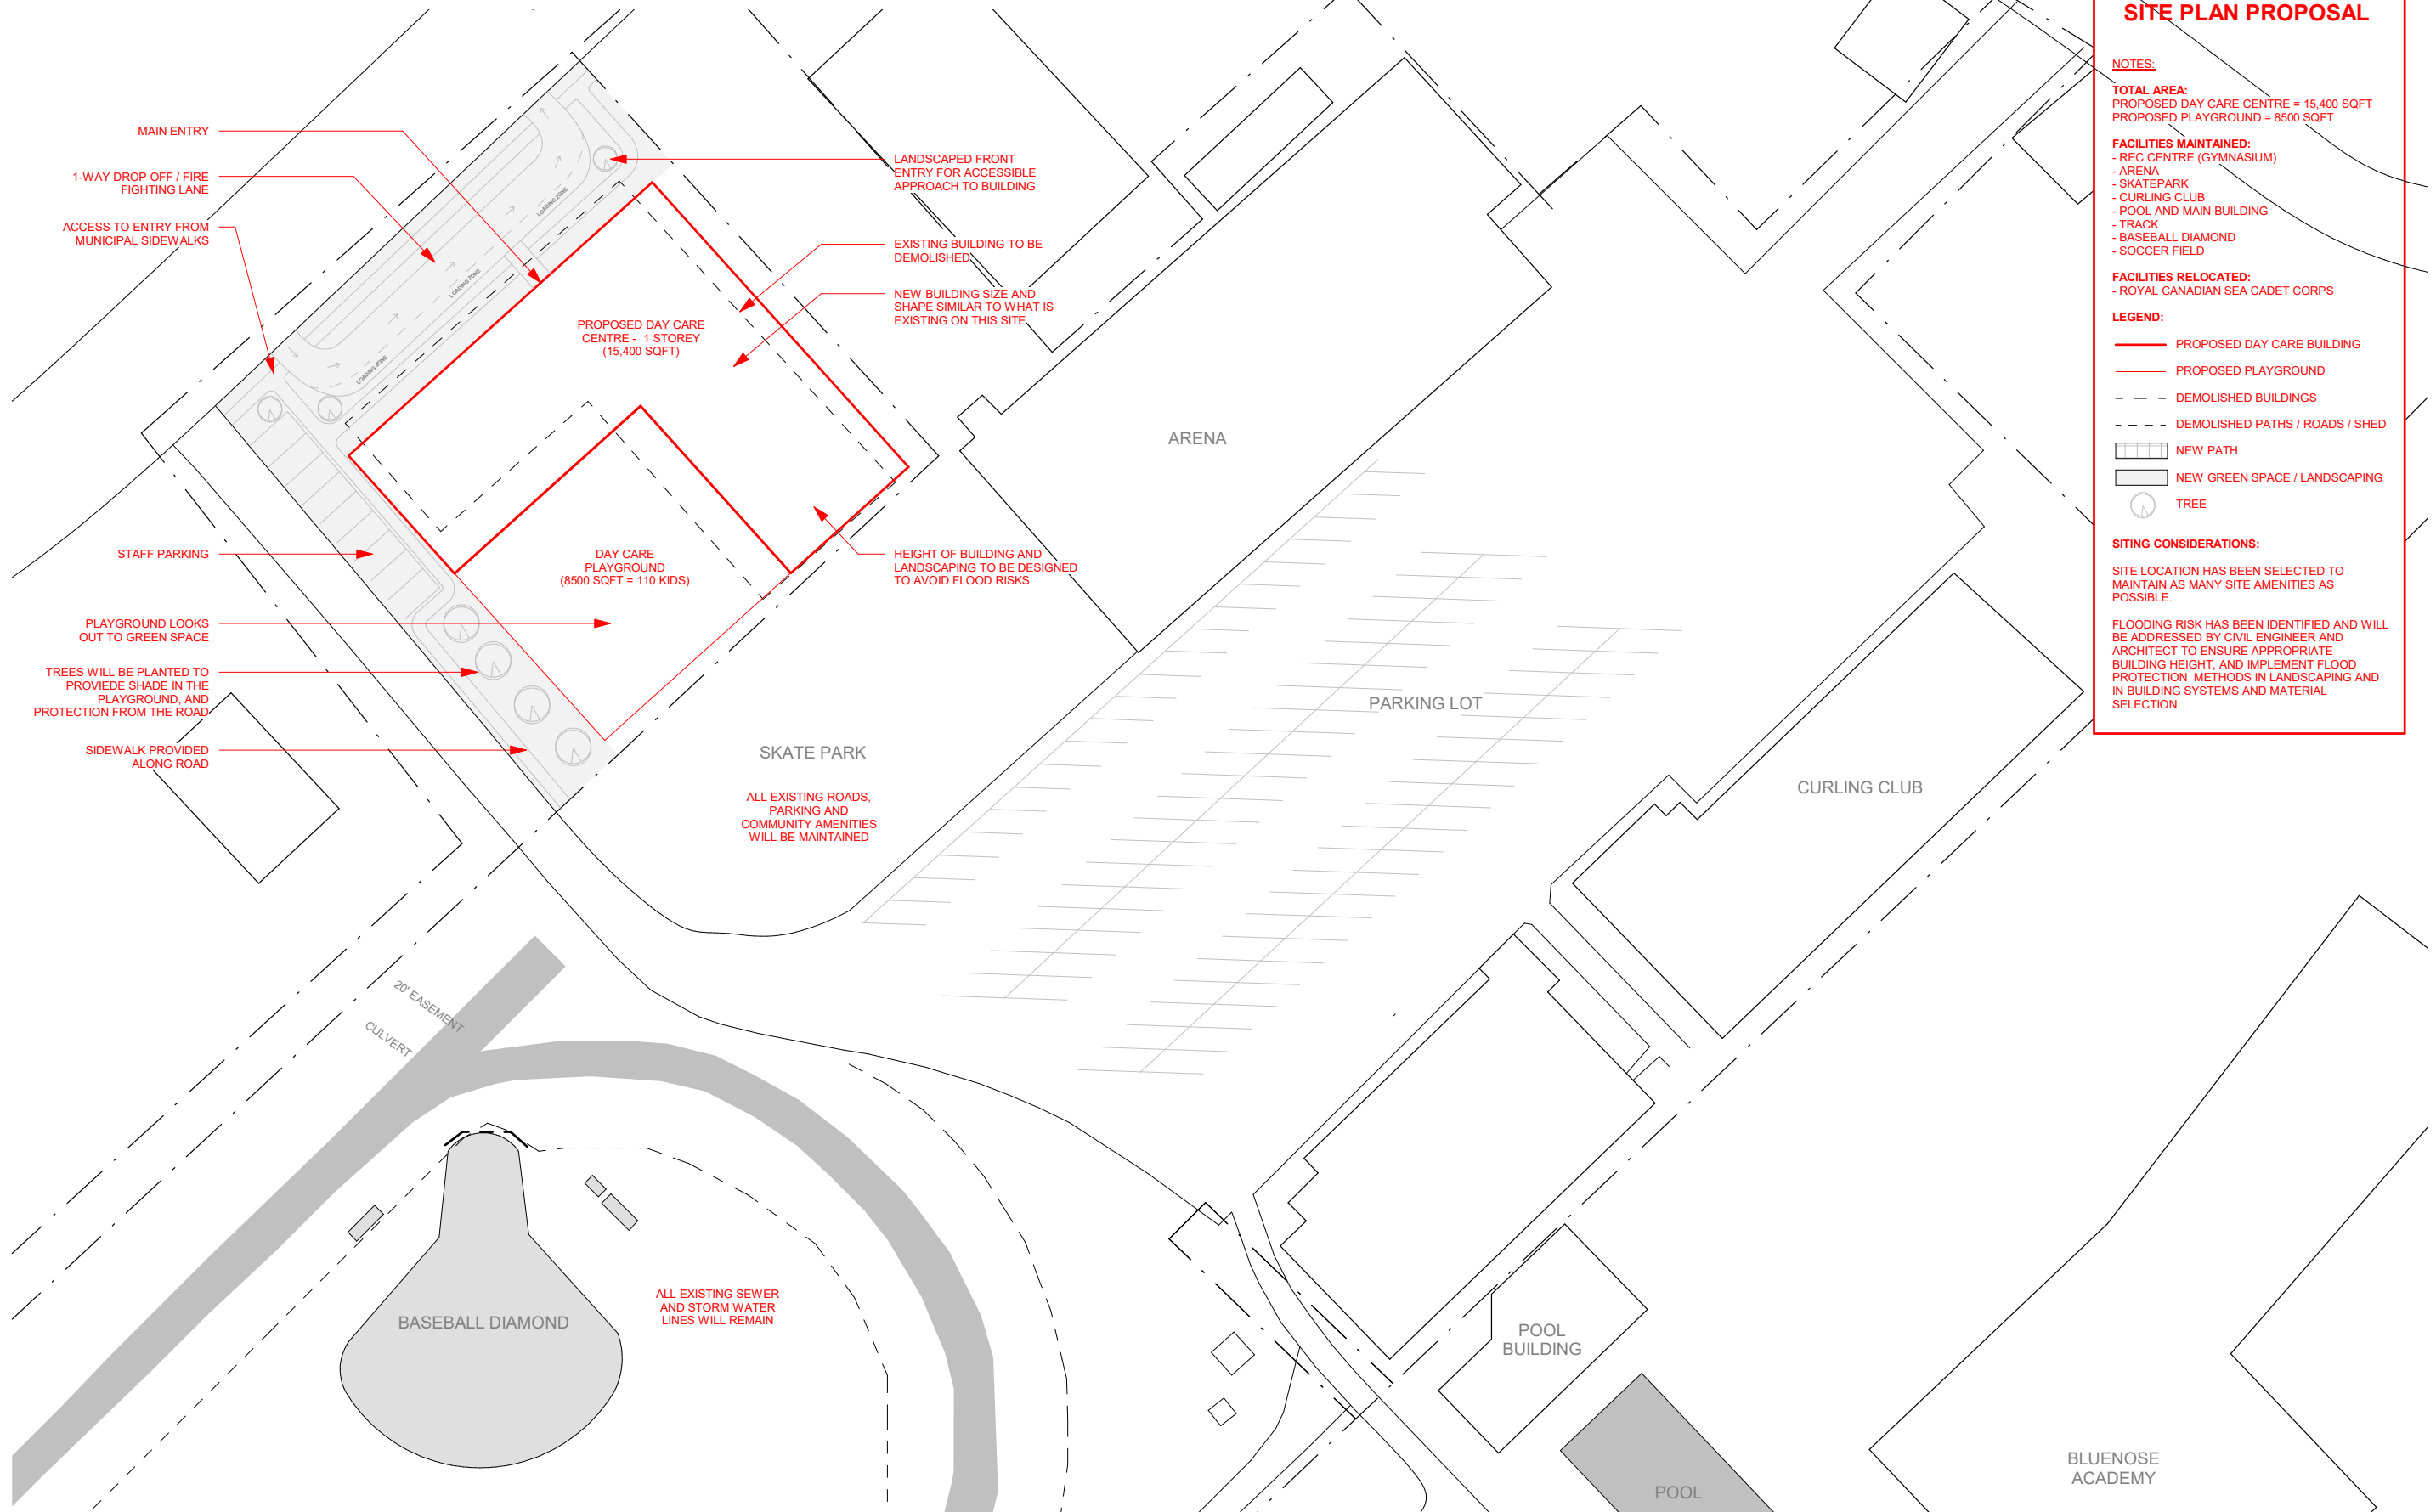 SITE PLAN PROPOSAL
NOTES:
TOTAL AREA:
PROPOSED DAY CARE CENTRE = 15,400 SQFT
PROPOSED PLAYGROUND = 8500 SQFT
FACILITIES MAINTAINED:
- REC CENTRE (GYMNASIUM)
- ARENA
- SKATEPARK
- CURLING CLUB
- POOL AND MAIN BUILDING
- TRACK
- BASEBALL DIAMOND
- SOCCER FIELD
FACILITIES RELOCATED:
- ROYAL CANADIAN SEA CADET CORPS
LEGEND:
PROPOSED DAY CARE BUILDING
PROPOSED PLAYGROUND
DEMOLISHED BUILDINGS
DEMOLISHED PATHS / ROADS / SHED
NEW PATH
NEW GREEN SPACE / LANDSCAPING
TREE
SITING CONSIDERATIONS:
SITE LOCATION HAS BEEN SELECTED TO
MAINTAIN AS MANY SITE AMENITIES AS
POSSIBLE.
FLOODING RISK HAS BEEN IDENTIFIED AND WILL
BE ADDRESSED BY CIVIL ENGINEER AND
ARCHITECT TO ENSURE APPROPRIATE
BUILDING HEIGHT, AND IMPLEMENT FLOOD
PROTECTION METHODS IN LANDSCAPING AND
IN BUILDING SYSTEMS AND MATERIAL
SELECTION.
MAIN ENTRY
1-WAY DROP OFF / FIRE
FIGHTING LANE
ACCESS TO ENTRY FROM
MUNICIPAL SIDEWALKS
STAFF PARKING
PLAYGROUND LOOKS
OUT TO GREEN SPACE
TREES WILL BE PLANTED TO
PROVIEDE SHADE IN THE
PLAYGROUND, AND
PROTECTION FROM THE ROAD
SIDEWALK PROVIDED
ALONG ROAD
LOADING ZONE
LOADING ZONE
LOADING ZONE
LANDSCAPED FRONT
ENTRY FOR ACCESSIBLE
APPROACH TO BUILDING
EXISTING BUILDING TO BE
DEMOLISHED
NEW BUILDING SIZE AND
SHAPE SIMILAR TO WHAT IS
EXISTING ON THIS SITE
PROPOSED DAY CARE
CENTRE - 1 STOREY
(15,400 SQFT)
DAY CARE
PLAYGROUND
(8500 SQFT = 110 KIDS)
HEIGHT OF BUILDING AND
LANDSCAPING TO BE DESIGNED
TO AVOID FLOOD RISKS
ARENA
PARKING LOT
SKATE PARK
ALL EXISTING ROADS,
PARKING AND
COMMUNITY AMENITIES
WILL BE MAINTAINED
CURLING CLUB
20' EASEMENT
CULVERT
BASEBALL DIAMOND
ALL EXISTING SEWER
AND STORM WATER
LINES WILL REMAIN
POOL
BUILDING
POOL
BLUENOSE
ACADEMY